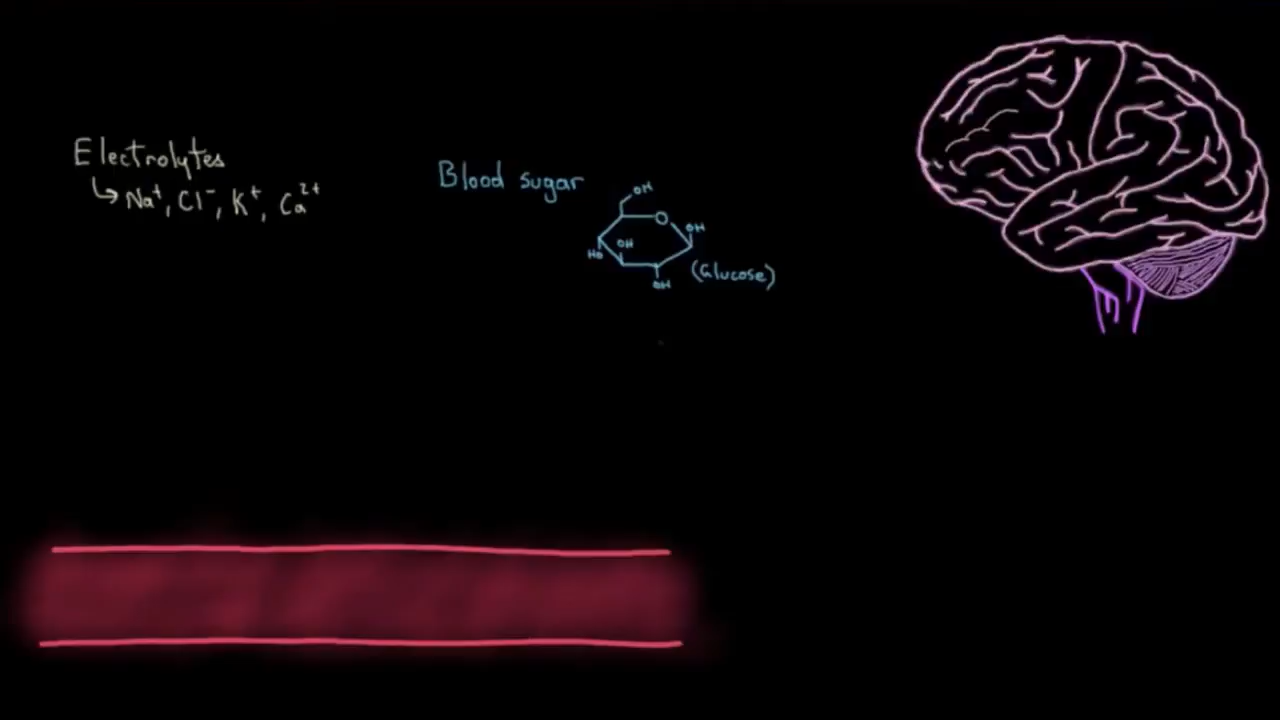 Electrolytes
↳ Na⁺, Cl⁻, K⁺, Ca²⁺
Blood sugar
OH
O
OH
OH
HO
OH
(Glucose)